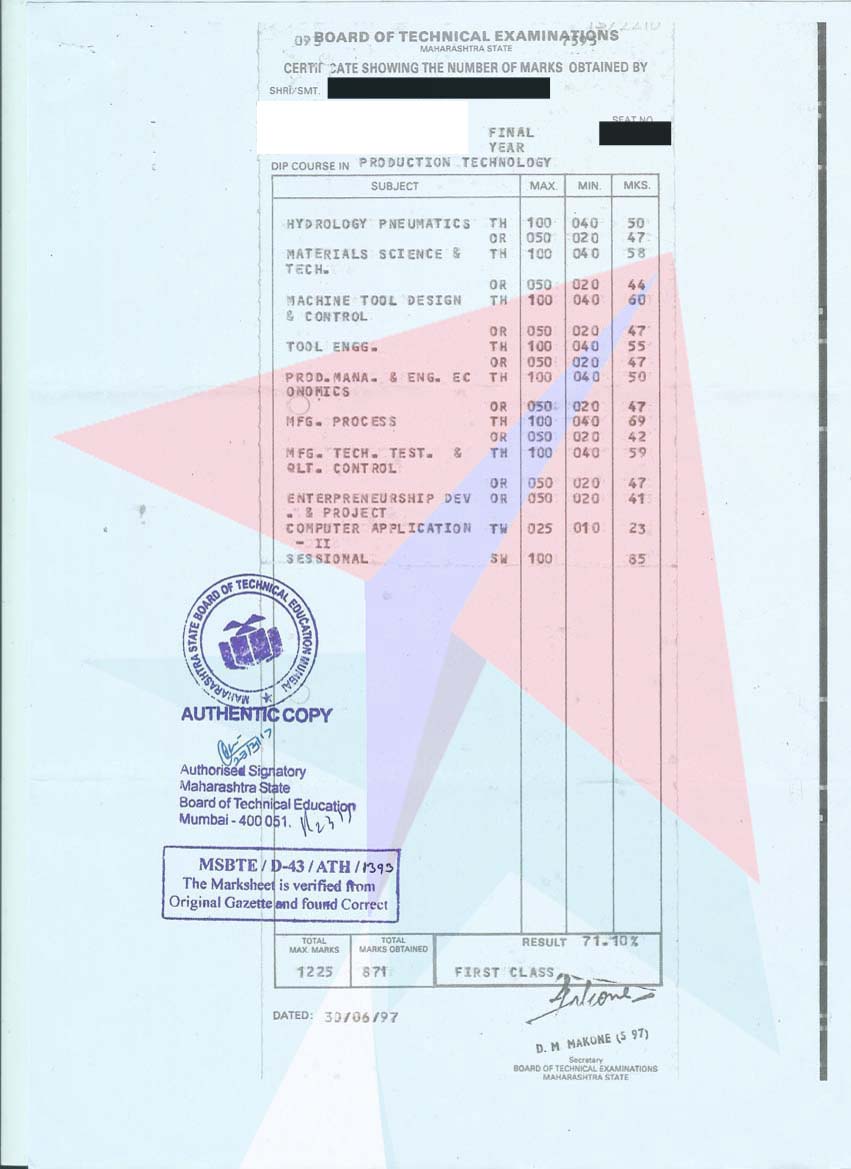 BOARD OF TECHNICAL EXAMINATIONS
MAHARASHTRA STATE
CERTIFICATE SHOWING THE NUMBER OF MARKS OBTAINED BY
SHRI/SMT.
SEAT NO.
FINAL
YEAR
DIP COURSE IN PRODUCTION TECHNOLOGY
SUBJECT MAX. MIN. MKS.
HYDROLOGY PNEUMATICS TH 100 040 50
OR 050 020 47
MATERIALS SCIENCE & TH 100 040 58
TECH.
OR 050 020 44
MACHINE TOOL DESIGN TH 100 040 60
& CONTROL
OR 050 020 47
TOOL ENGG. TH 100 040 55
OR 050 020 47
PROD.MANA. & ENG. EC TH 100 040 50
ONOMICS
OR 050 020 47
MFG. PROCESS TH 100 040 69
OR 050 020 42
MFG. TECH. TEST. & TH 100 040 59
QLT. CONTROL
OR 050 020 47
ENTERPRENEURSHIP DEV OR 050 020 41
. & PROJECT
COMPUTER APPLICATION TW 025 010 23
- II
SESSIONAL SW 100 85
MAHARASHTRA STATE BOARD OF TECHNICAL EDUCATION MUMBAI
AUTHENTIC COPY
23/3/17
Authorised Signatory
Maharashtra State
Board of Technical Education
Mumbai - 400 051.
MSBTE / D-43 / ATH / 1393
The Marksheet is verified from
Original Gazette and found Correct
TOTAL MAX. MARKS TOTAL MARKS OBTAINED RESULT 71.10%
1225 871 FIRST CLASS
DATED: 30/06/97
D. M MAKONE (S 97)
Secretary
BOARD OF TECHNICAL EXAMINATIONS
MAHARASHTRA STATE